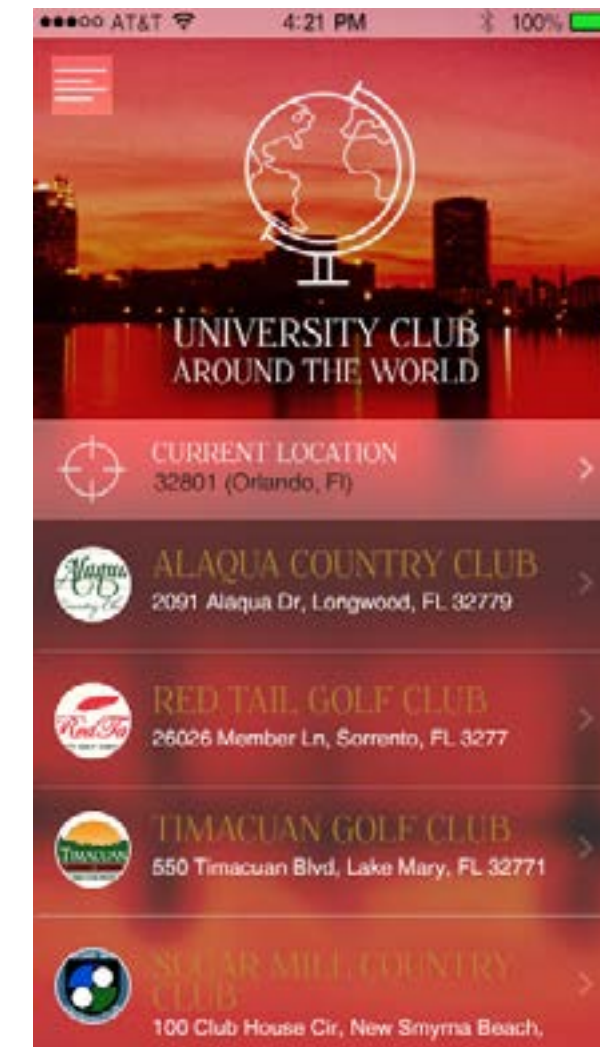 AT&T 4:21 PM 100%
UNIVERSITY CLUB
AROUND THE WORLD
CURRENT LOCATION
32801 (Orlando, Fl)
Alaqua
ALAQUA COUNTRY CLUB
2091 Alaqua Dr, Longwood, FL 32779
RED TAIL GOLF CLUB
26026 Member Ln, Sorrento, FL 3277
TIMACUAN
TIMACUAN GOLF CLUB
550 Timacuan Blvd, Lake Mary, FL 32771
SUGAR MILL COUNTRY
CLUB
100 Club House Cir, New Smyrna Beach,